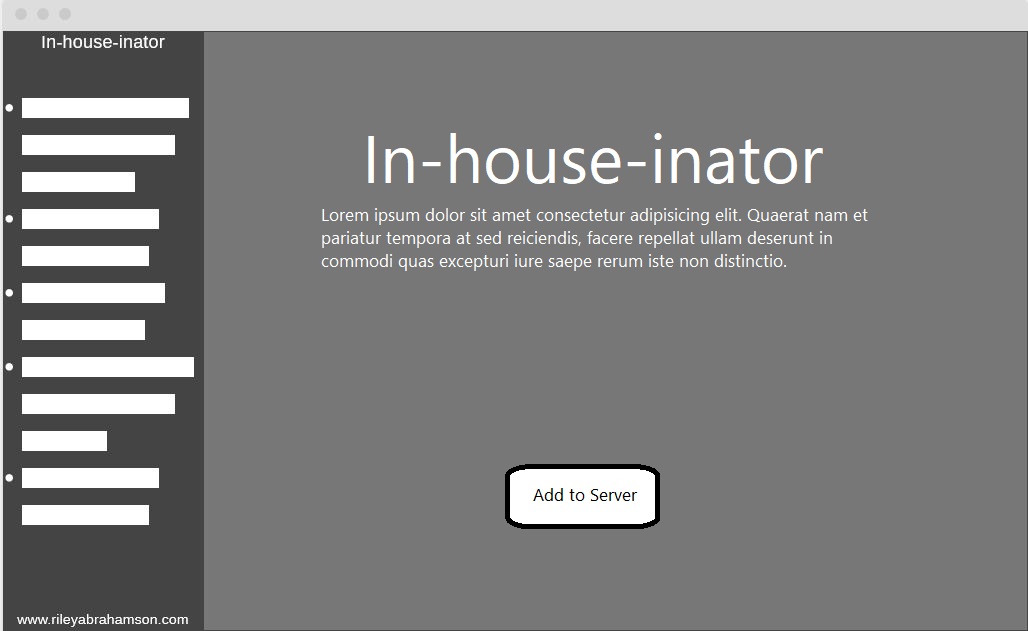 In-house-inator
In-house-inator
Lorem ipsum dolor sit amet consectetur adipisicing elit. Quaerat nam et
pariatur tempora at sed reiciendis, facere repellat ullam deserunt in
commodi quas excepturi iure saepe rerum iste non distinctio.
Add to Server
www.rileyabrahamson.com